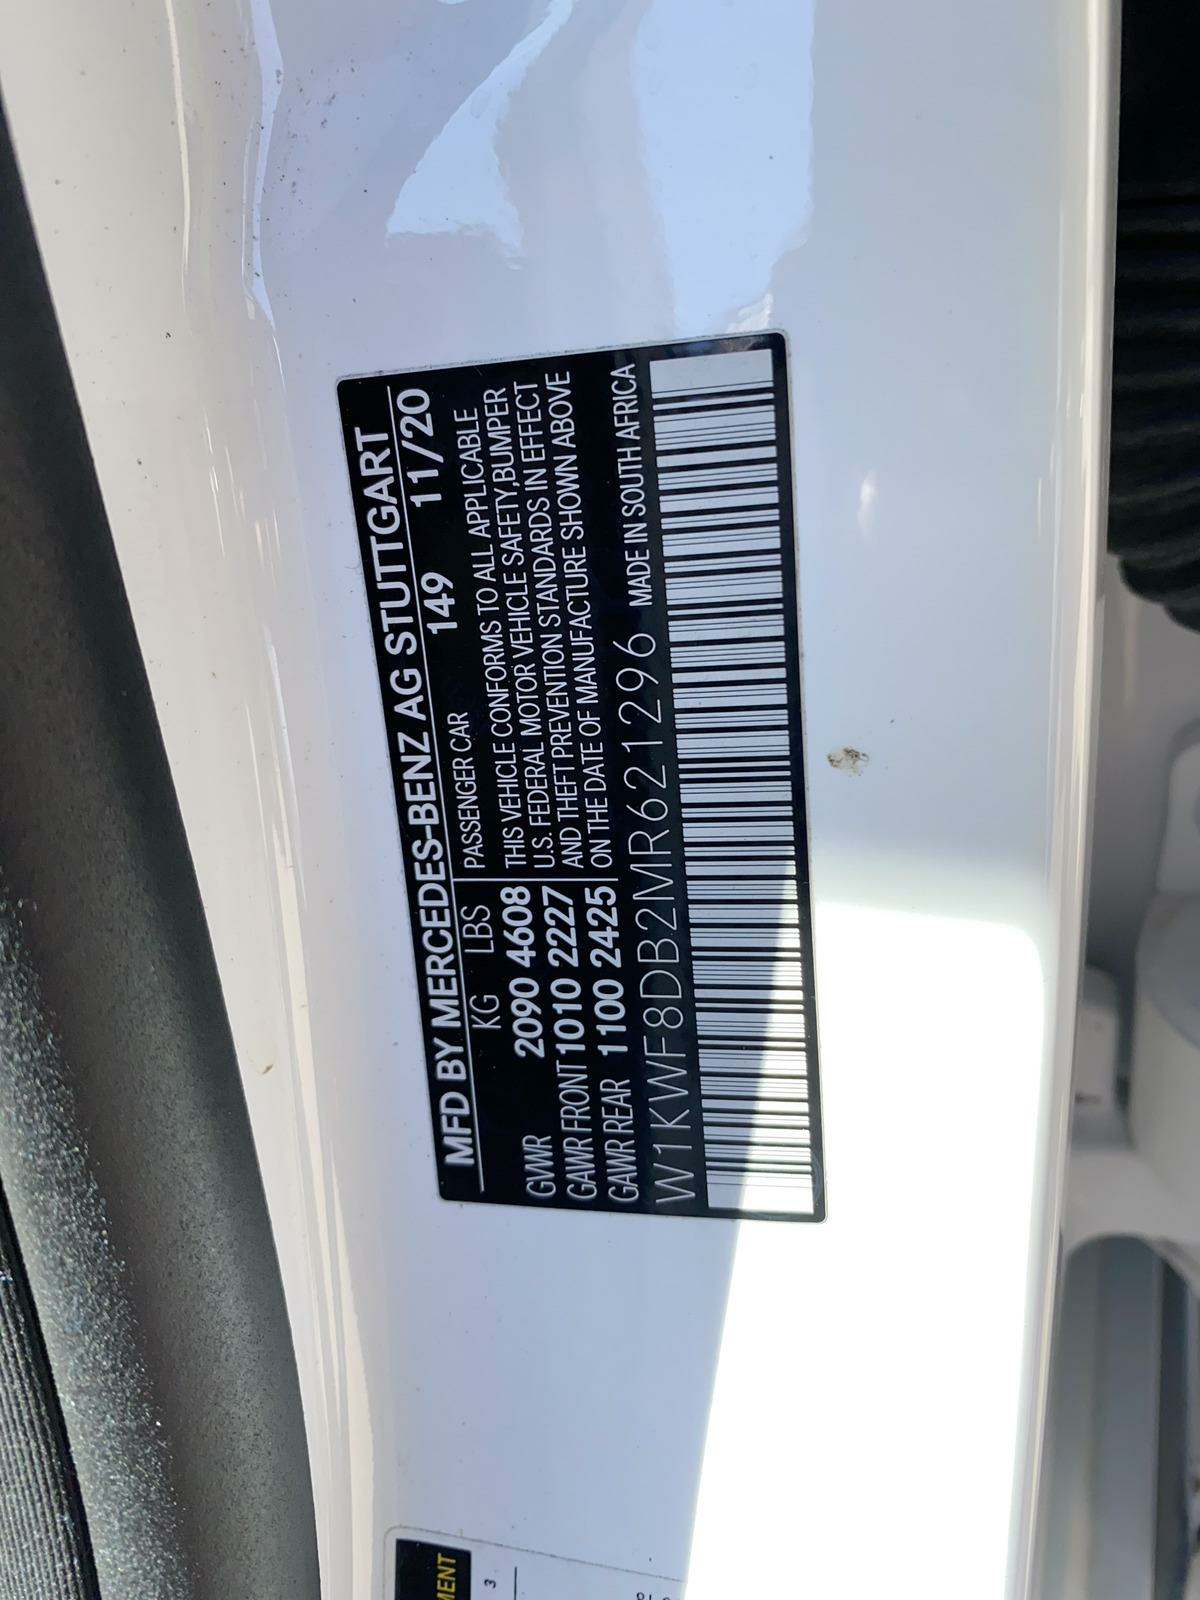 MFD BY MERCEDES-BENZ AG STUTTGART
149 11/20
KG LBS PASSENGER CAR
GVWR 2090 4608
GAWR FRONT 1010 2227
GAWR REAR 1100 2425
THIS VEHICLE CONFORMS TO ALL APPLICABLE
U.S. FEDERAL MOTOR VEHICLE SAFETY,BUMPER
AND THEFT PREVENTION STANDARDS IN EFFECT
ON THE DATE OF MANUFACTURE SHOWN ABOVE
W1KWF8DB2MR621296 MADE IN SOUTH AFRICA
MENT
3